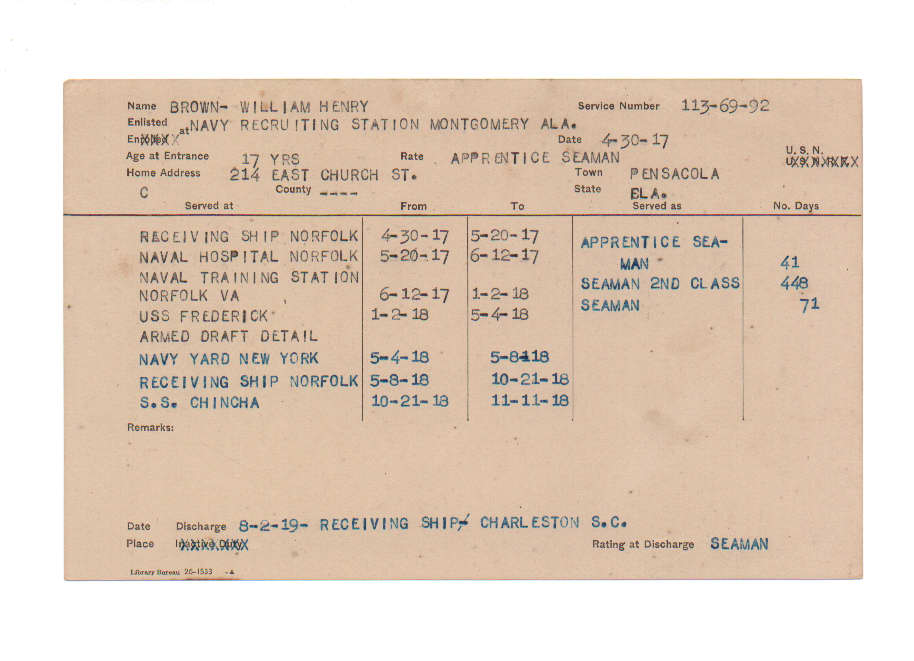 Name BROWN- WILLIAM HENRY Service Number 113-69-92
Enlisted at NAVY RECRUITING STATION MONTGOMERY ALA.
Date 4-30-17
Age at Entrance 17 YRS Rate APPRENTICE SEAMAN U. S. N.
Home Address 214 EAST CHURCH ST. Town PENSACOLA
C County ---- State FLA.
Served at From To Served as No. Days
RECEIVING SHIP NORFOLK 4-30-17 5-20-17 APPRENTICE SEA-
NAVAL HOSPITAL NORFOLK 5-20-17 6-12-17 MAN 41
NAVAL TRAINING STATION SEAMAN 2ND CLASS 448
NORFOLK VA 6-12-17 1-2-18 SEAMAN 71
USS FREDERICK 1-2-18 5-4-18
ARMED DRAFT DETAIL
NAVY YARD NEW YORK 5-4-18 5-8-18
RECEIVING SHIP NORFOLK 5-8-18 10-21-18
S.S. CHINCHA 10-21-18 11-11-18
Remarks:
Date Discharge 8-2-19- RECEIVING SHIP, CHARLESTON S.C.
Place Rating at Discharge SEAMAN
Library Bureau 26-1533